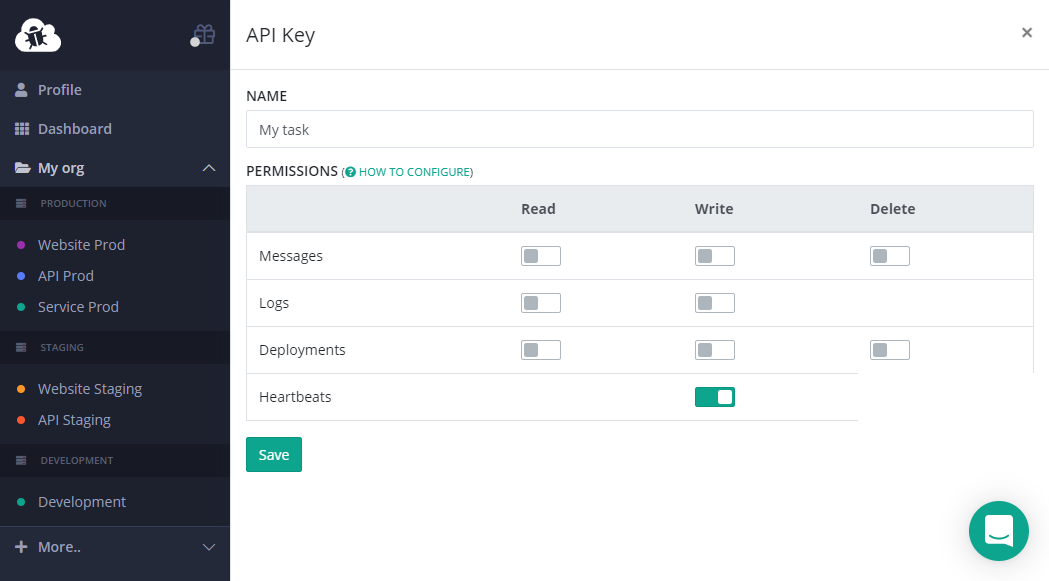 Profile
Dashboard
My org
PRODUCTION
Website Prod
API Prod
Service Prod
STAGING
Website Staging
API Staging
DEVELOPMENT
Development
More..
API Key
×
NAME
My task
PERMISSIONS (? HOW TO CONFIGURE)
Read Write Delete
Messages
Logs
Deployments
Heartbeats
Save